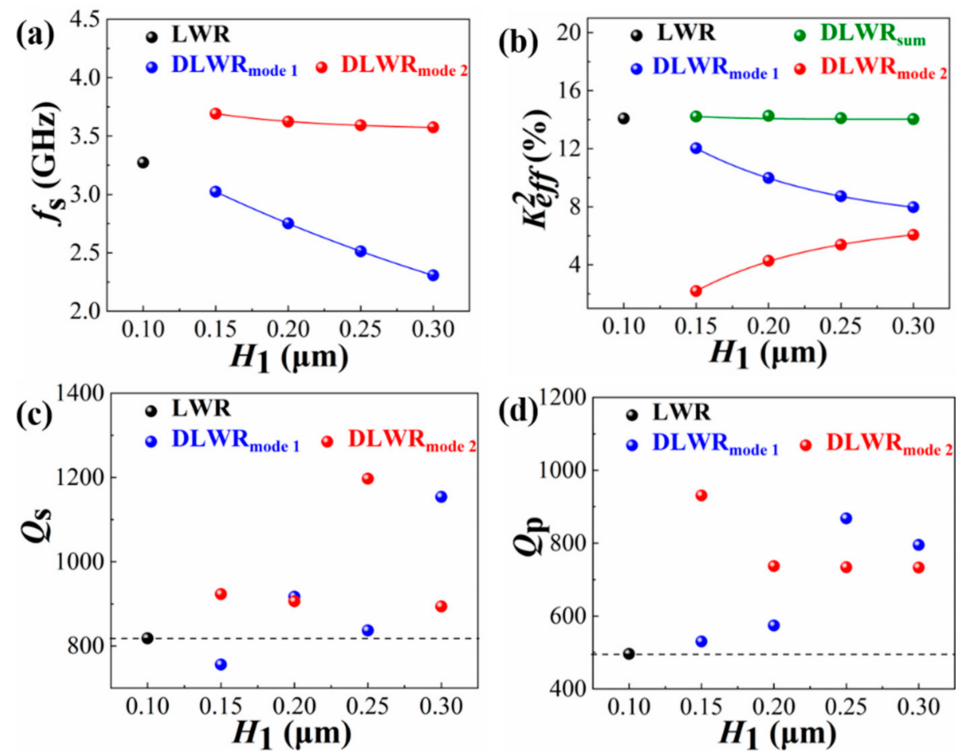 (a)
LWR
DLWRmode 1 DLWRmode 2
4.5
4.0
3.5
3.0
2.5
2.0
fs (GHz)
0.10 0.15 0.20 0.25 0.30
H1 (μm)
(b)
LWR DLWRsum
DLWRmode 1 DLWRmode 2
20
16
12
8
4
K2eff (%)
0.10 0.15 0.20 0.25 0.30
H1 (μm)
(c)
LWR
DLWRmode 1 DLWRmode 2
1400
1200
1000
800
Qs
0.10 0.15 0.20 0.25 0.30
H1 (μm)
(d)
LWR
DLWRmode 1 DLWRmode 2
1200
1000
800
600
400
Qp
0.10 0.15 0.20 0.25 0.30
H1 (μm)